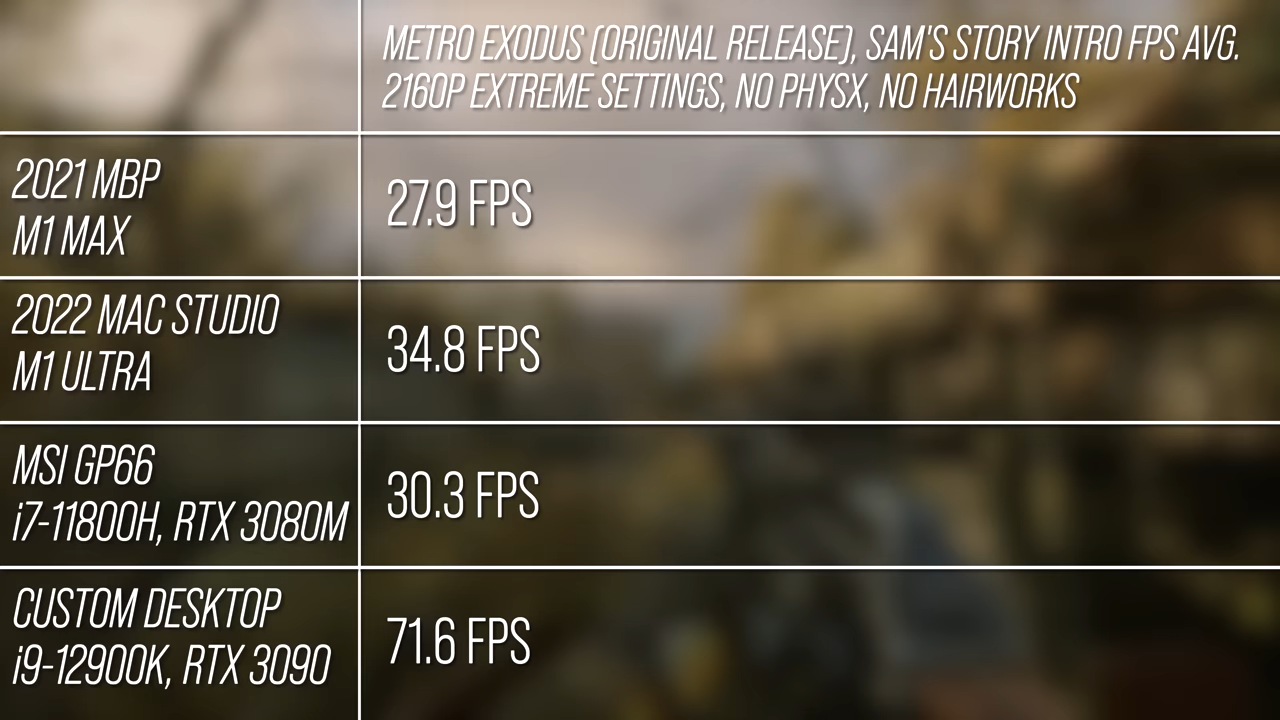 METRO EXODUS (ORIGINAL RELEASE), SAM'S STORY INTRO FPS AVG.
2160P EXTREME SETTINGS, NO PHYSX, NO HAIRWORKS
2021 MBP
M1 MAX
27.9 FPS
2022 MAC STUDIO
M1 ULTRA
34.8 FPS
MSI GP66
i7-11800H, RTX 3080M
30.3 FPS
CUSTOM DESKTOP
i9-12900K, RTX 3090
71.6 FPS